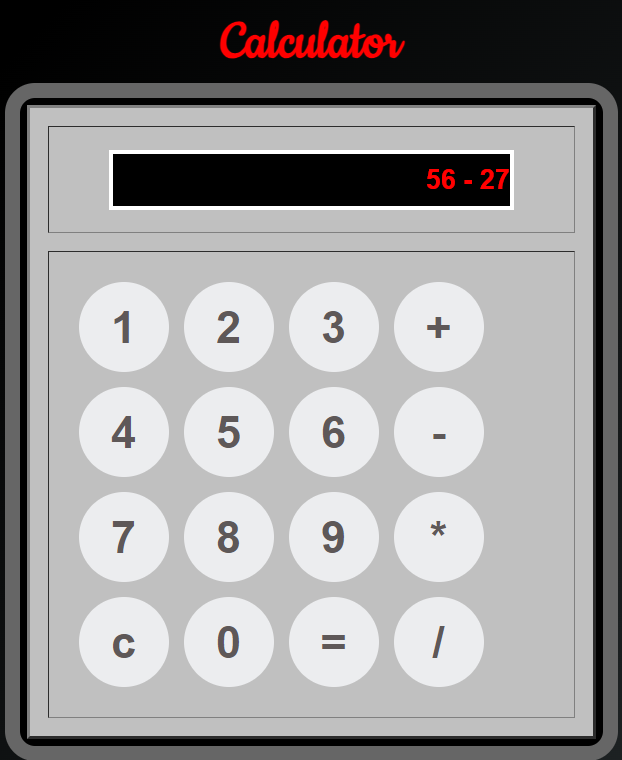 Calculator
56 - 27
1 2 3 +
4 5 6 -
7 8 9 *
c 0 = /